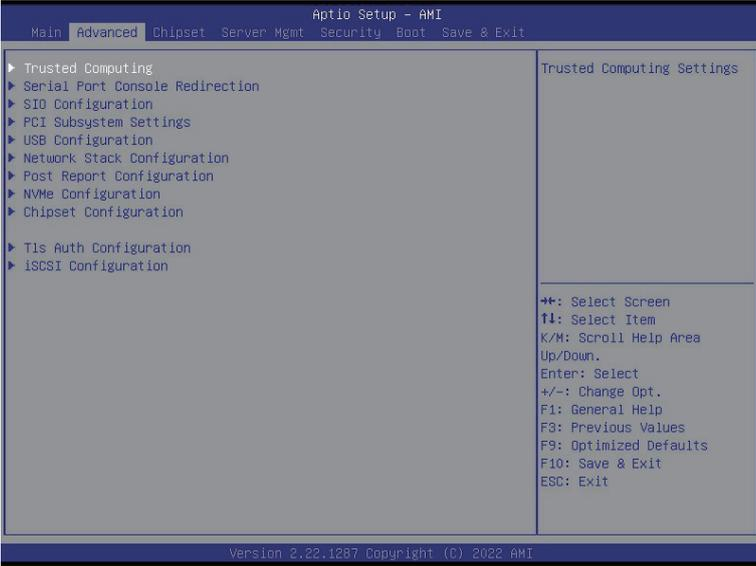 Aptio Setup – AMI
Main Advanced Chipset Server Mgmt Security Boot Save & Exit
Trusted Computing
Serial Port Console Redirection
SIO Configuration
PCI Subsystem Settings
USB Configuration
Network Stack Configuration
Post Report Configuration
NVMe Configuration
Chipset Configuration
Tls Auth Configuration
iSCSI Configuration
Trusted Computing Settings
→←: Select Screen
↑↓: Select Item
K/M: Scroll Help Area
Up/Down.
Enter: Select
+/-: Change Opt.
F1: General Help
F3: Previous Values
F9: Optimized Defaults
F10: Save & Exit
ESC: Exit
Version 2.22.1287 Copyright (C) 2022 AMI